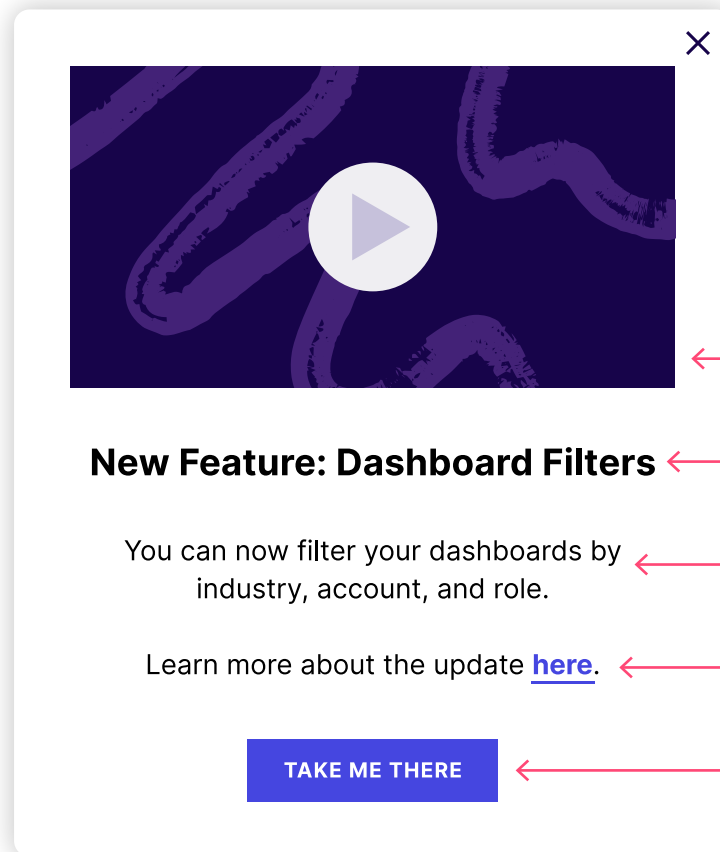 New Feature: Dashboard Filters
You can now filter your dashboards by
industry, account, and role.
Learn more about the update here.
TAKE ME THERE